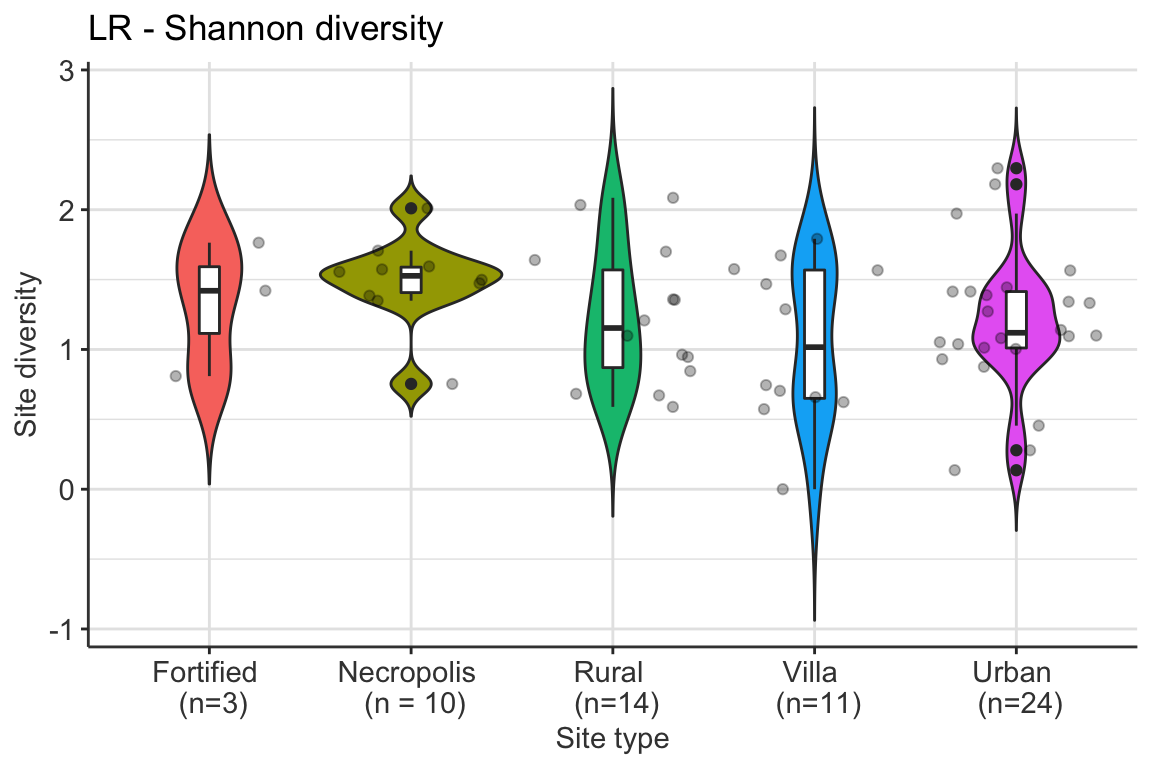 LR - Shannon diversity
Site diversity
3
2
1
0
-1
Fortified Necropolis Rural Villa Urban
(n=3) (n = 10) (n=14) (n=11) (n=24)
Site type